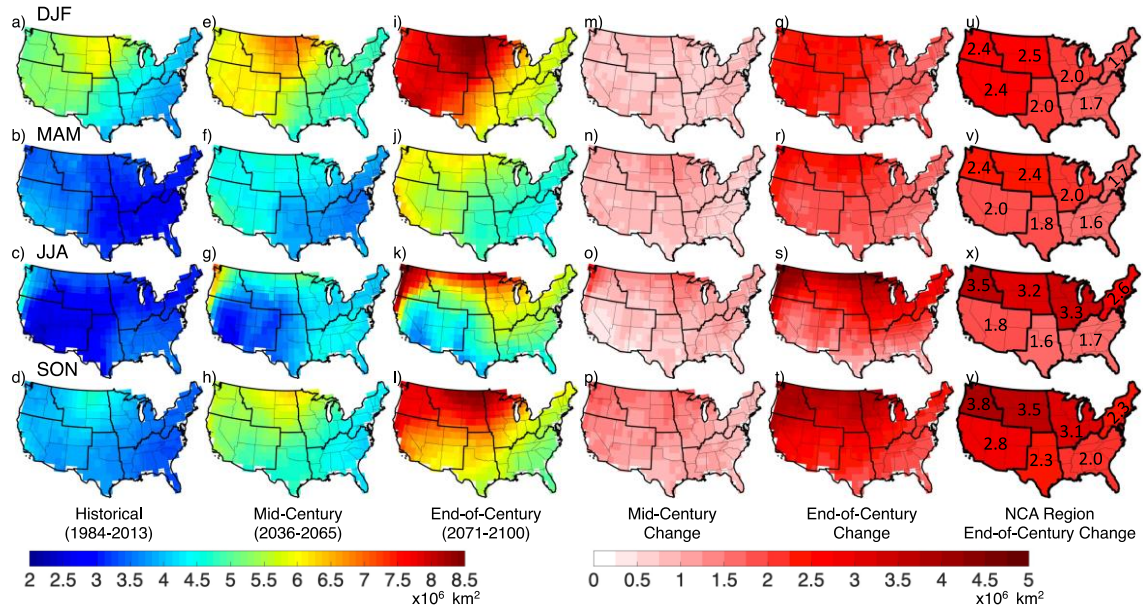 a) DJF e) i) m) q) u)
2.4 2.5 2.0 1.7
2.4 2.0 1.7
b) MAM f) j) n) r) v)
2.4 2.4 2.0 1.7
2.0 1.8 1.6
c) JJA g) k) o) s) x)
3.5 3.2 3.3 2.6
1.8 1.6 1.7
d) SON h) l) p) t) y)
3.8 3.5 3.1 2.3
2.8 2.3 2.0
Historical Mid-Century End-of-Century Mid-Century End-of-Century NCA Region
(1984-2013) (2036-2065) (2071-2100) Change Change End-of-Century Change
2 2.5 3 3.5 4 4.5 5 5.5 6 6.5 7 7.5 8 8.5 0 0.5 1 1.5 2 2.5 3 3.5 4 4.5 5
x10⁶ km² x10⁶ km²